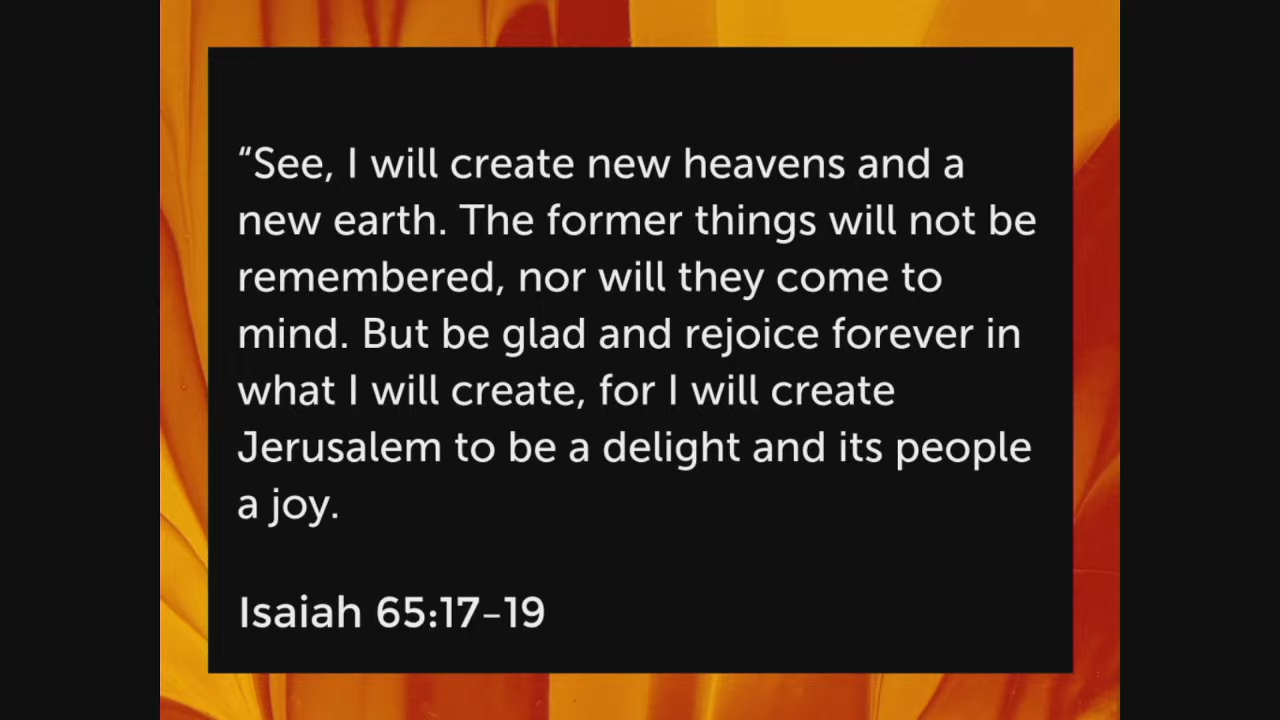 “See, I will create new heavens and a
new earth. The former things will not be
remembered, nor will they come to
mind. But be glad and rejoice forever in
what I will create, for I will create
Jerusalem to be a delight and its people
a joy.
Isaiah 65:17–19